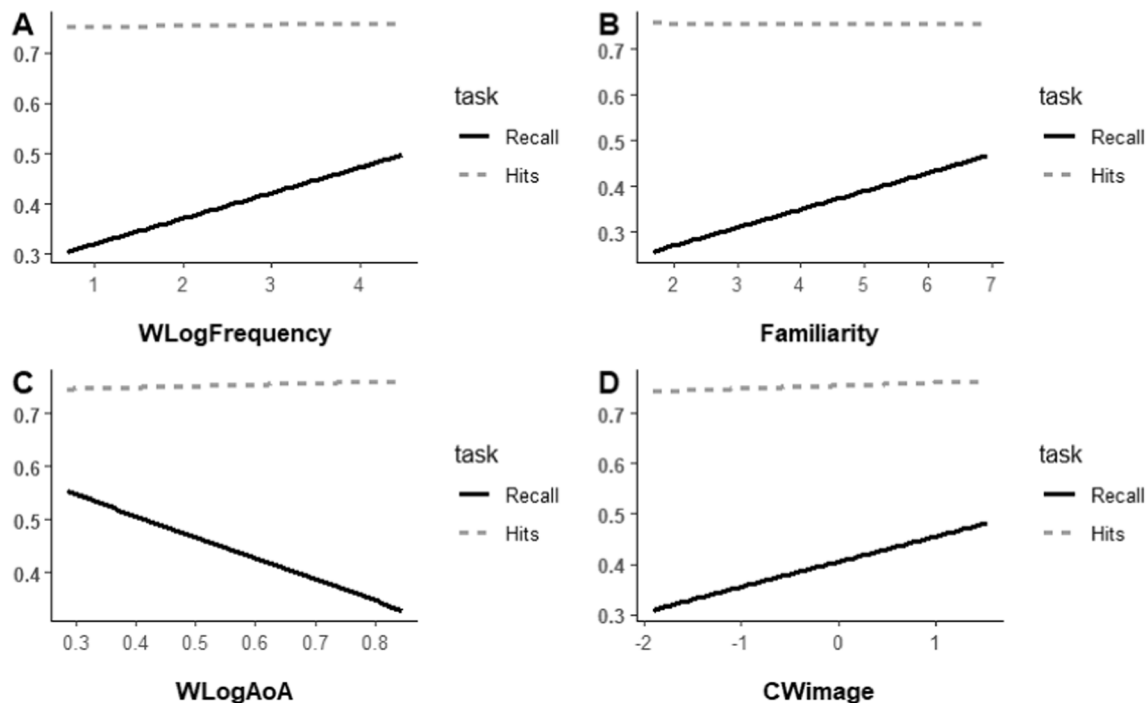 A
0.7
0.6
0.5
0.4
0.3
1 2 3 4
WLogFrequency
task
Recall
Hits
B
0.7
0.6
0.5
0.4
0.3
2 3 4 5 6 7
Familiarity
task
Recall
Hits
C
0.7
0.6
0.5
0.4
0.3 0.4 0.5 0.6 0.7 0.8
WLogAoA
task
Recall
Hits
D
0.7
0.6
0.5
0.4
0.3
-2 -1 0 1
CWimage
task
Recall
Hits